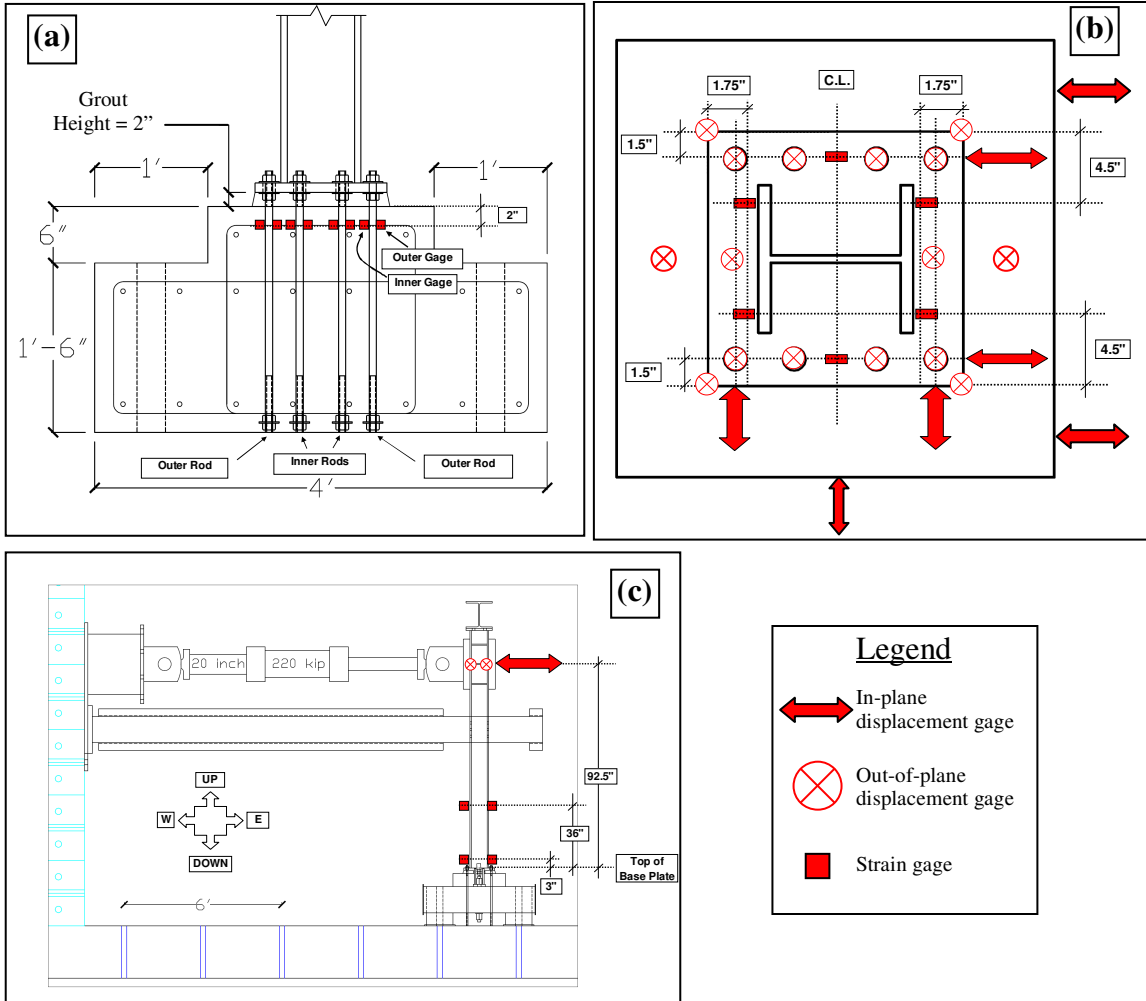 (a)
Grout
Height = 2”
1'
1'
6"
2"
Outer Gage
Inner Gage
1'-6"
Outer Rod
Inner Rods
Outer Rod
4'
(b)
1.75"
C.L.
1.75"
1.5"
4.5"
1.5"
4.5"
(c)
20 inch
220 kip
92.5"
UP
W
E
DOWN
36"
Top of
Base Plate
3"
6'
Legend
In-plane
displacement gage
Out-of-plane
displacement gage
Strain gage